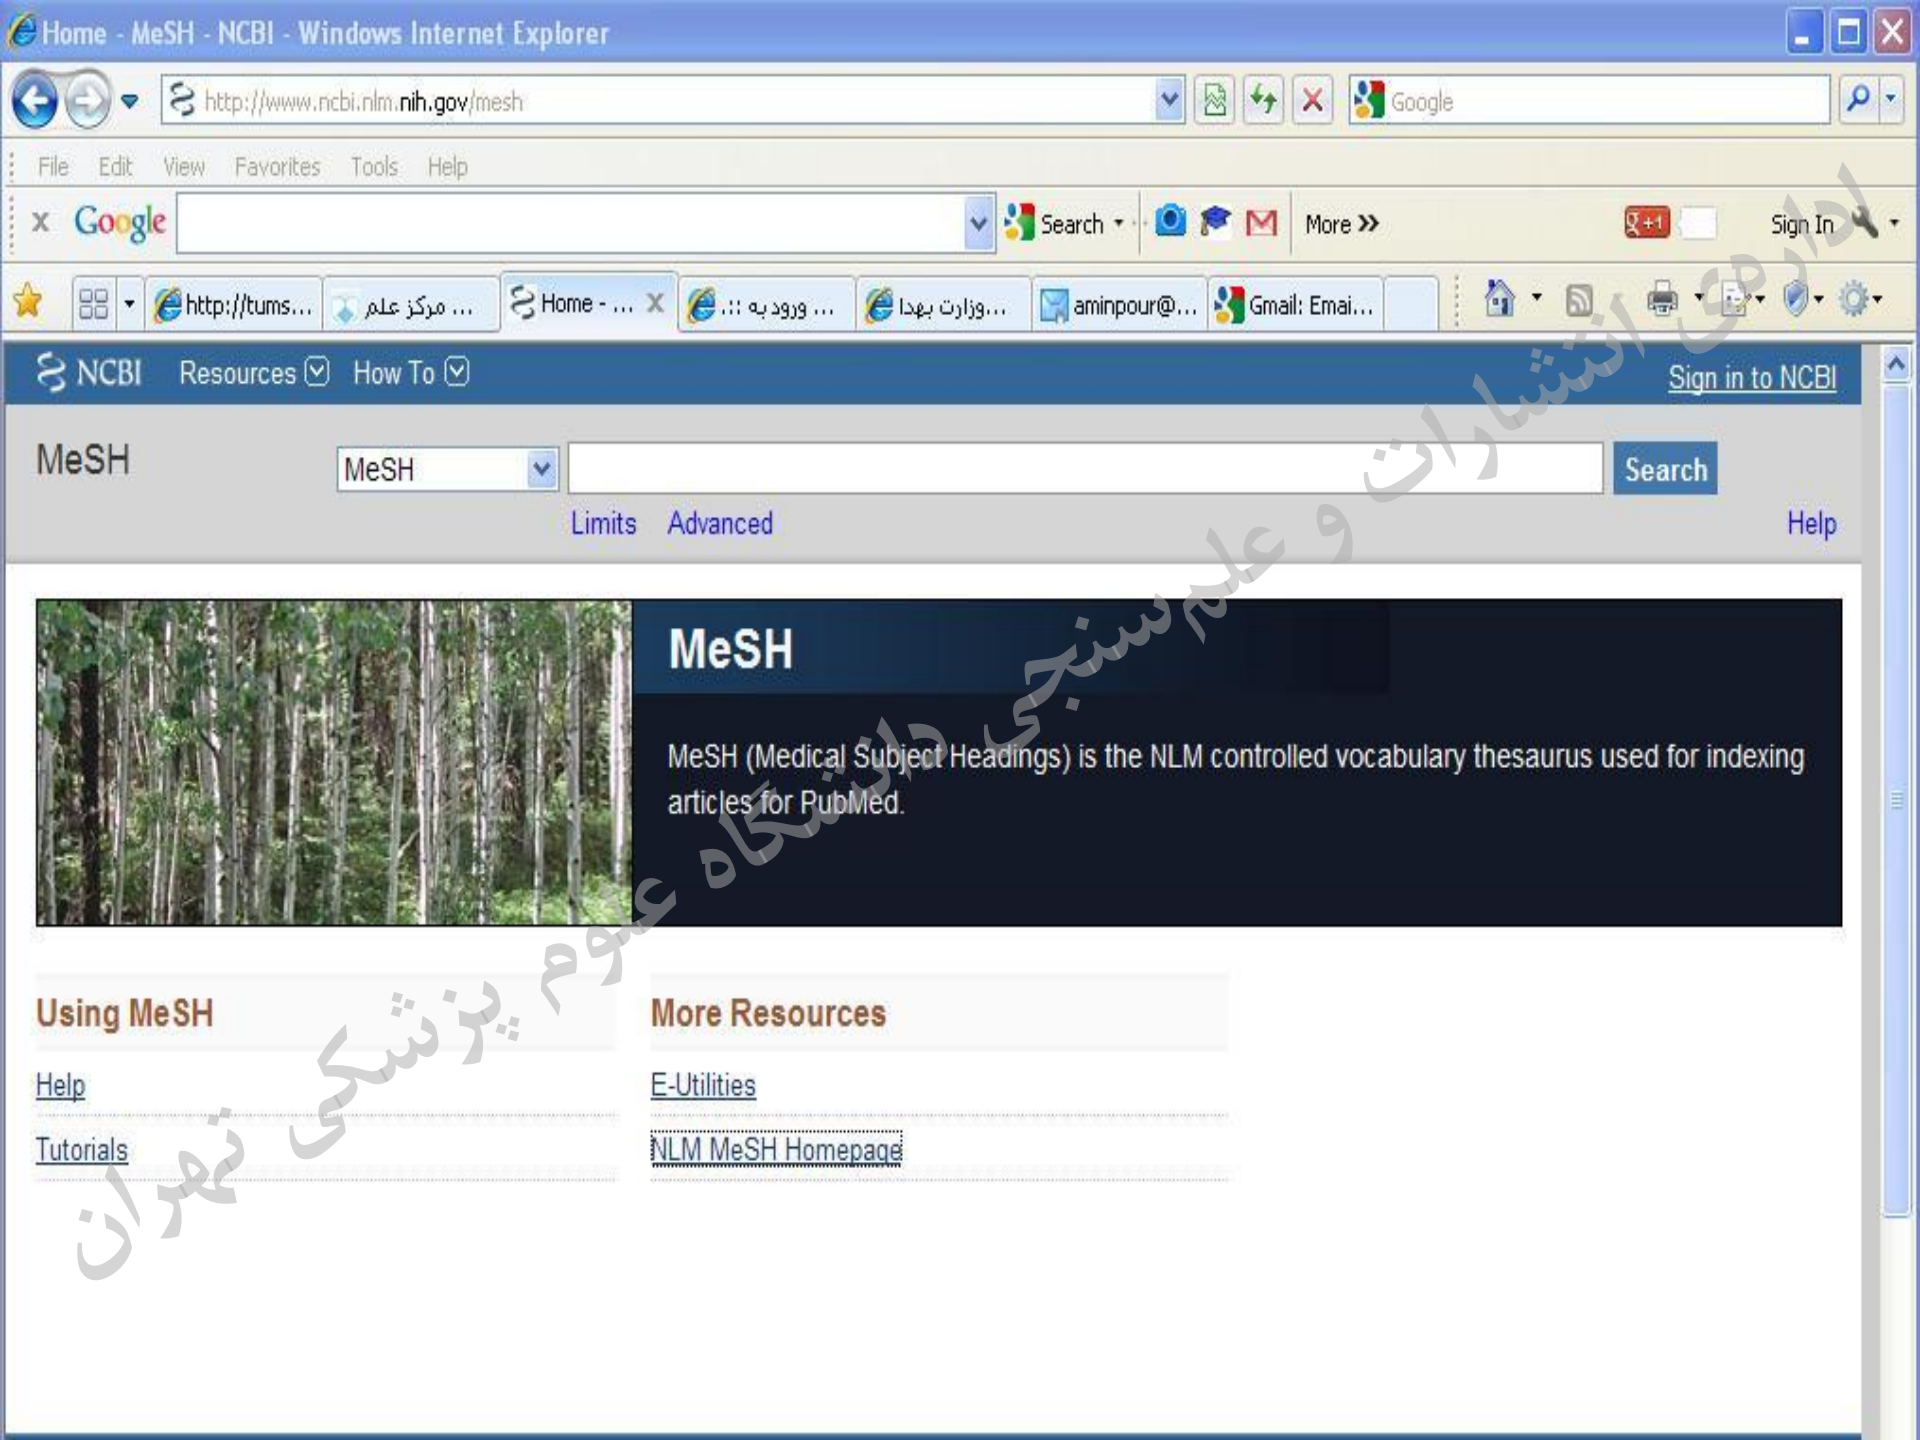 Home - MeSH - NCBI - Windows Internet Explorer
http://www.ncbi.nlm.nih.gov/mesh
Google
File Edit View Favorites Tools Help
x Google Search More >> +1 Sign In
http://tums... مرکز علم ... Home - ... X ورود به ::. ... وزارت بهدا... aminpour@... Gmail: Emai...
NCBI Resources How To Sign in to NCBI
MeSH MeSH Search
Limits Advanced Help
MeSH
MeSH (Medical Subject Headings) is the NLM controlled vocabulary thesaurus used for indexing
articles for PubMed.
Using MeSH More Resources
Help E-Utilities
Tutorials NLM MeSH Homepage
اداره‌ی انتشارات و علم‌سنجی دانشگاه علوم پزشکی تهران